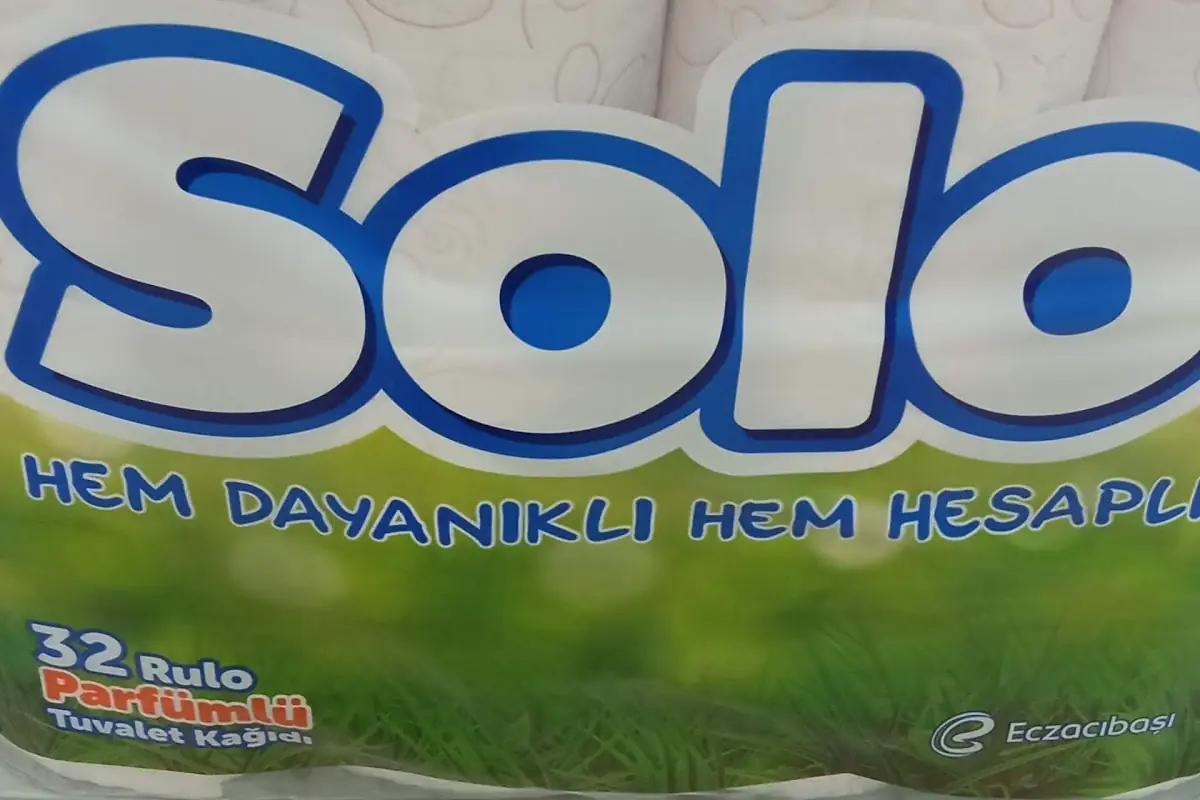 Solo
HEM DAYANIKLI HEM HESAPLI
32 Rulo
Parfümlü
Tuvalet Kağıdı
Eczacıbaşı